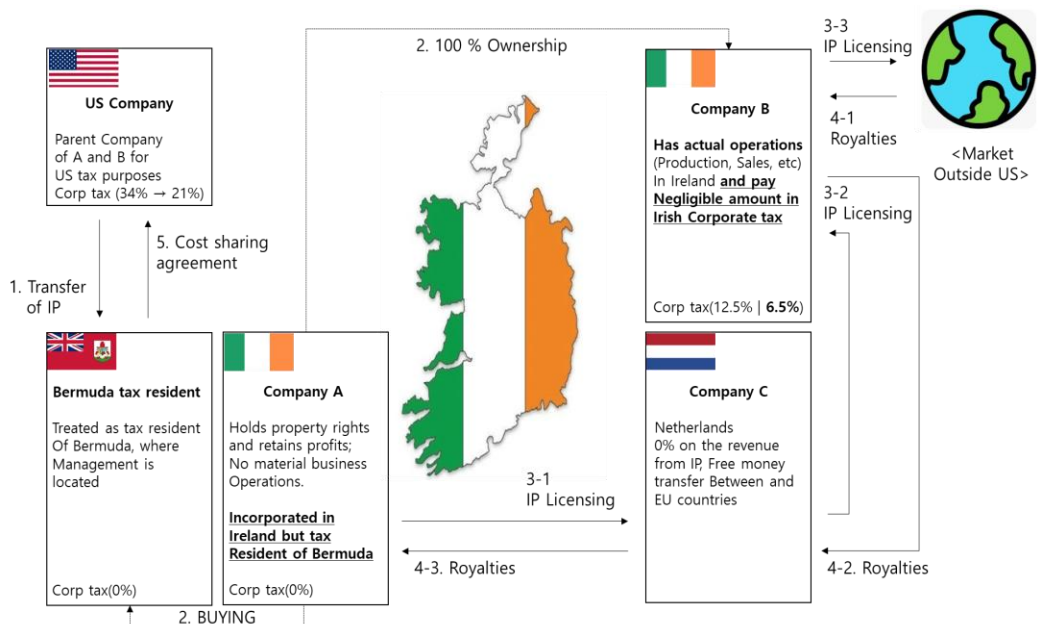 2. 100 % Ownership
US Company
Parent Company
of A and B for
US tax purposes
Corp tax (34% → 21%)
1. Transfer
of IP
5. Cost sharing
agreement
Bermuda tax resident
Treated as tax resident
Of Bermuda, where
Management is
located
Corp tax(0%)
Company A
Holds property rights
and retains profits;
No material business
Operations.
Incorporated in
Ireland but tax
Resident of Bermuda
Corp tax(0%)
2. BUYING
3-1
IP Licensing
4-3. Royalties
Company B
Has actual operations
(Production, Sales, etc)
In Ireland and pay
Negligible amount in
Irish Corporate tax
Corp tax(12.5% | 6.5%)
Company C
Netherlands
0% on the revenue
from IP, Free money
transfer Between and
EU countries
3-3
IP Licensing
4-1
Royalties
<Market
Outside US>
3-2
IP Licensing
4-2. Royalties